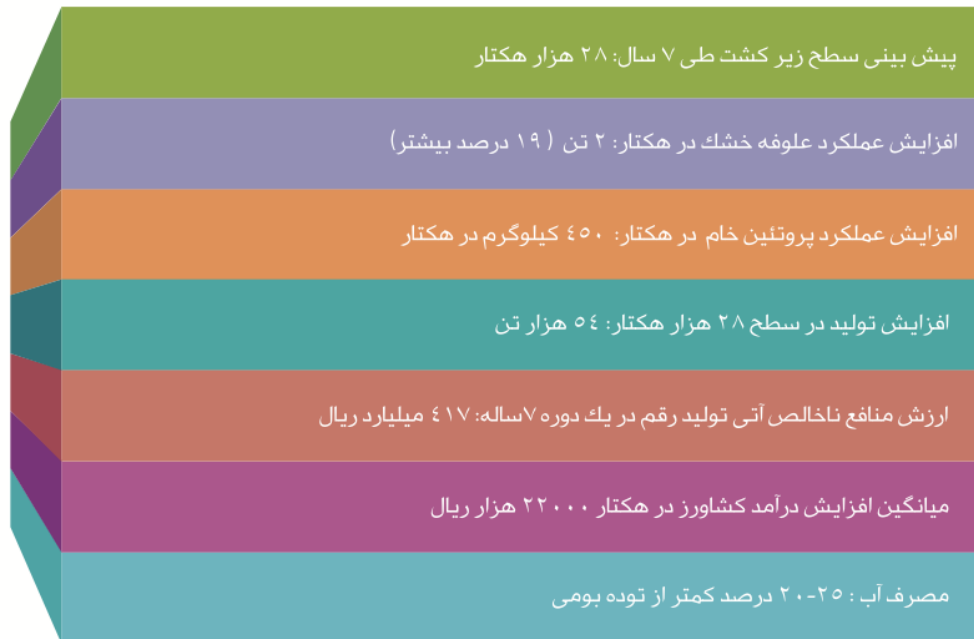 پیش بینی سطح زیر کشت طی ۷ سال: ۲۸ هزار هکتار
افزایش عملکرد علوفه خشك در هکتار: ۲ تن ( ۱۹ درصد بیشتر)
افزایش عملکرد پروتئین خام در هکتار: ٤٥٠ کیلوگرم در هکتار
افزایش تولید در سطح ۲۸ هزار هکتار: ٥٤ هزار تن
ارزش منافع ناخالص آتی تولید رقم در یك دوره ۷ساله: ٤۱۷ میلیارد ریال
میانگین افزایش درآمد کشاورز در هکتار ۲۲۰۰۰ هزار ریال
مصرف آب : ۲۵-۲۰ درصد کمتر از توده بومی